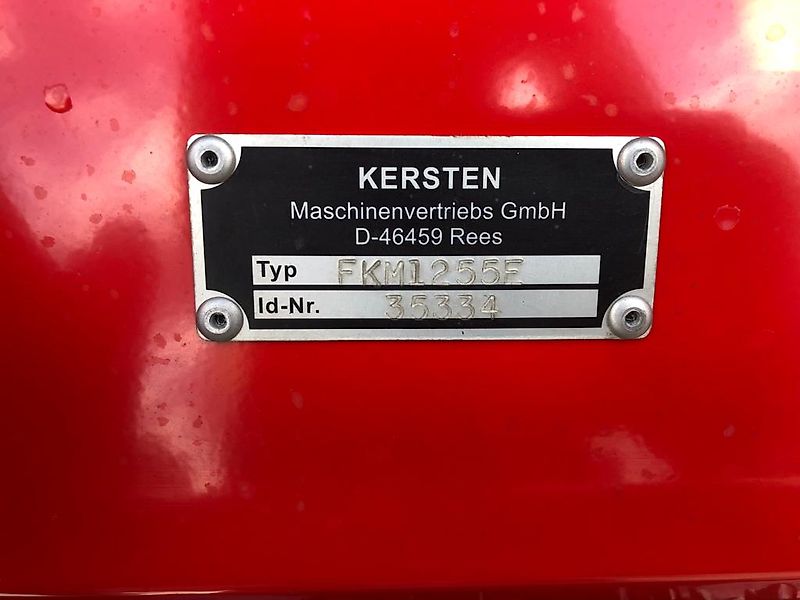 KERSTEN
Maschinenvertriebs GmbH
D-46459 Rees
Typ FKM1255E
Id-Nr. 35334